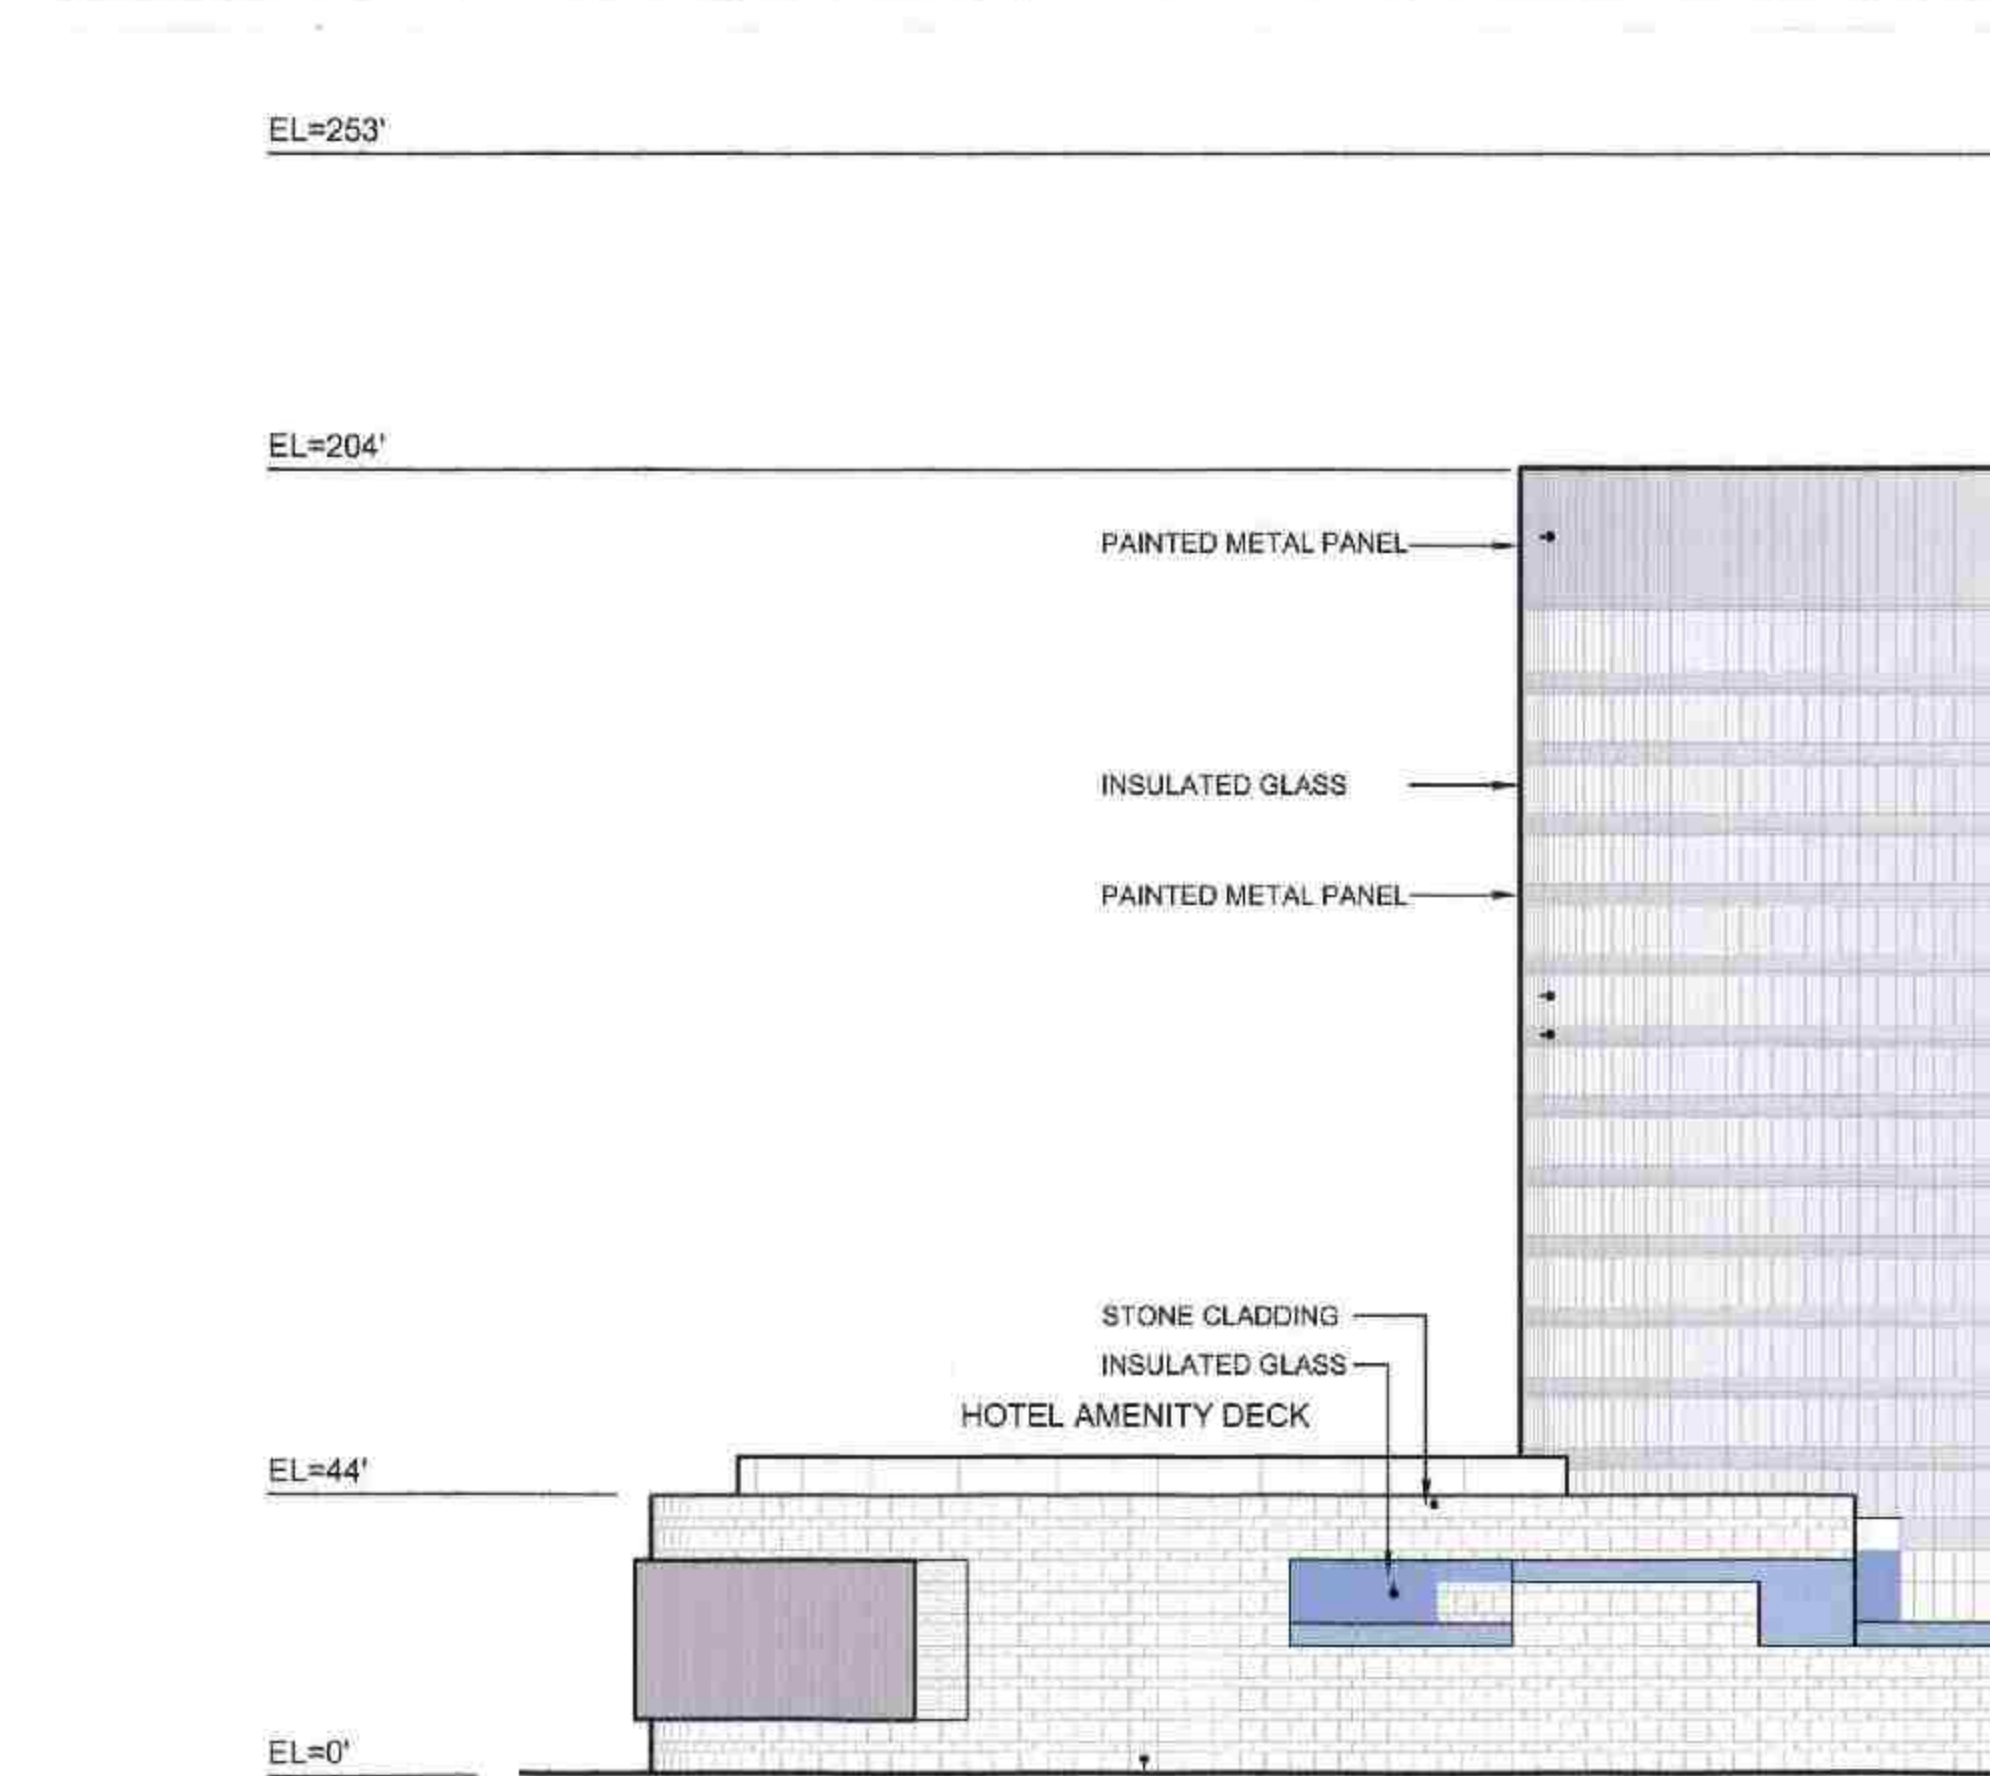 EL=253'
EL=204'
PAINTED METAL PANEL
INSULATED GLASS
PAINTED METAL PANEL
STONE CLADDING
INSULATED GLASS
HOTEL AMENITY DECK
EL=44'
EL=0'